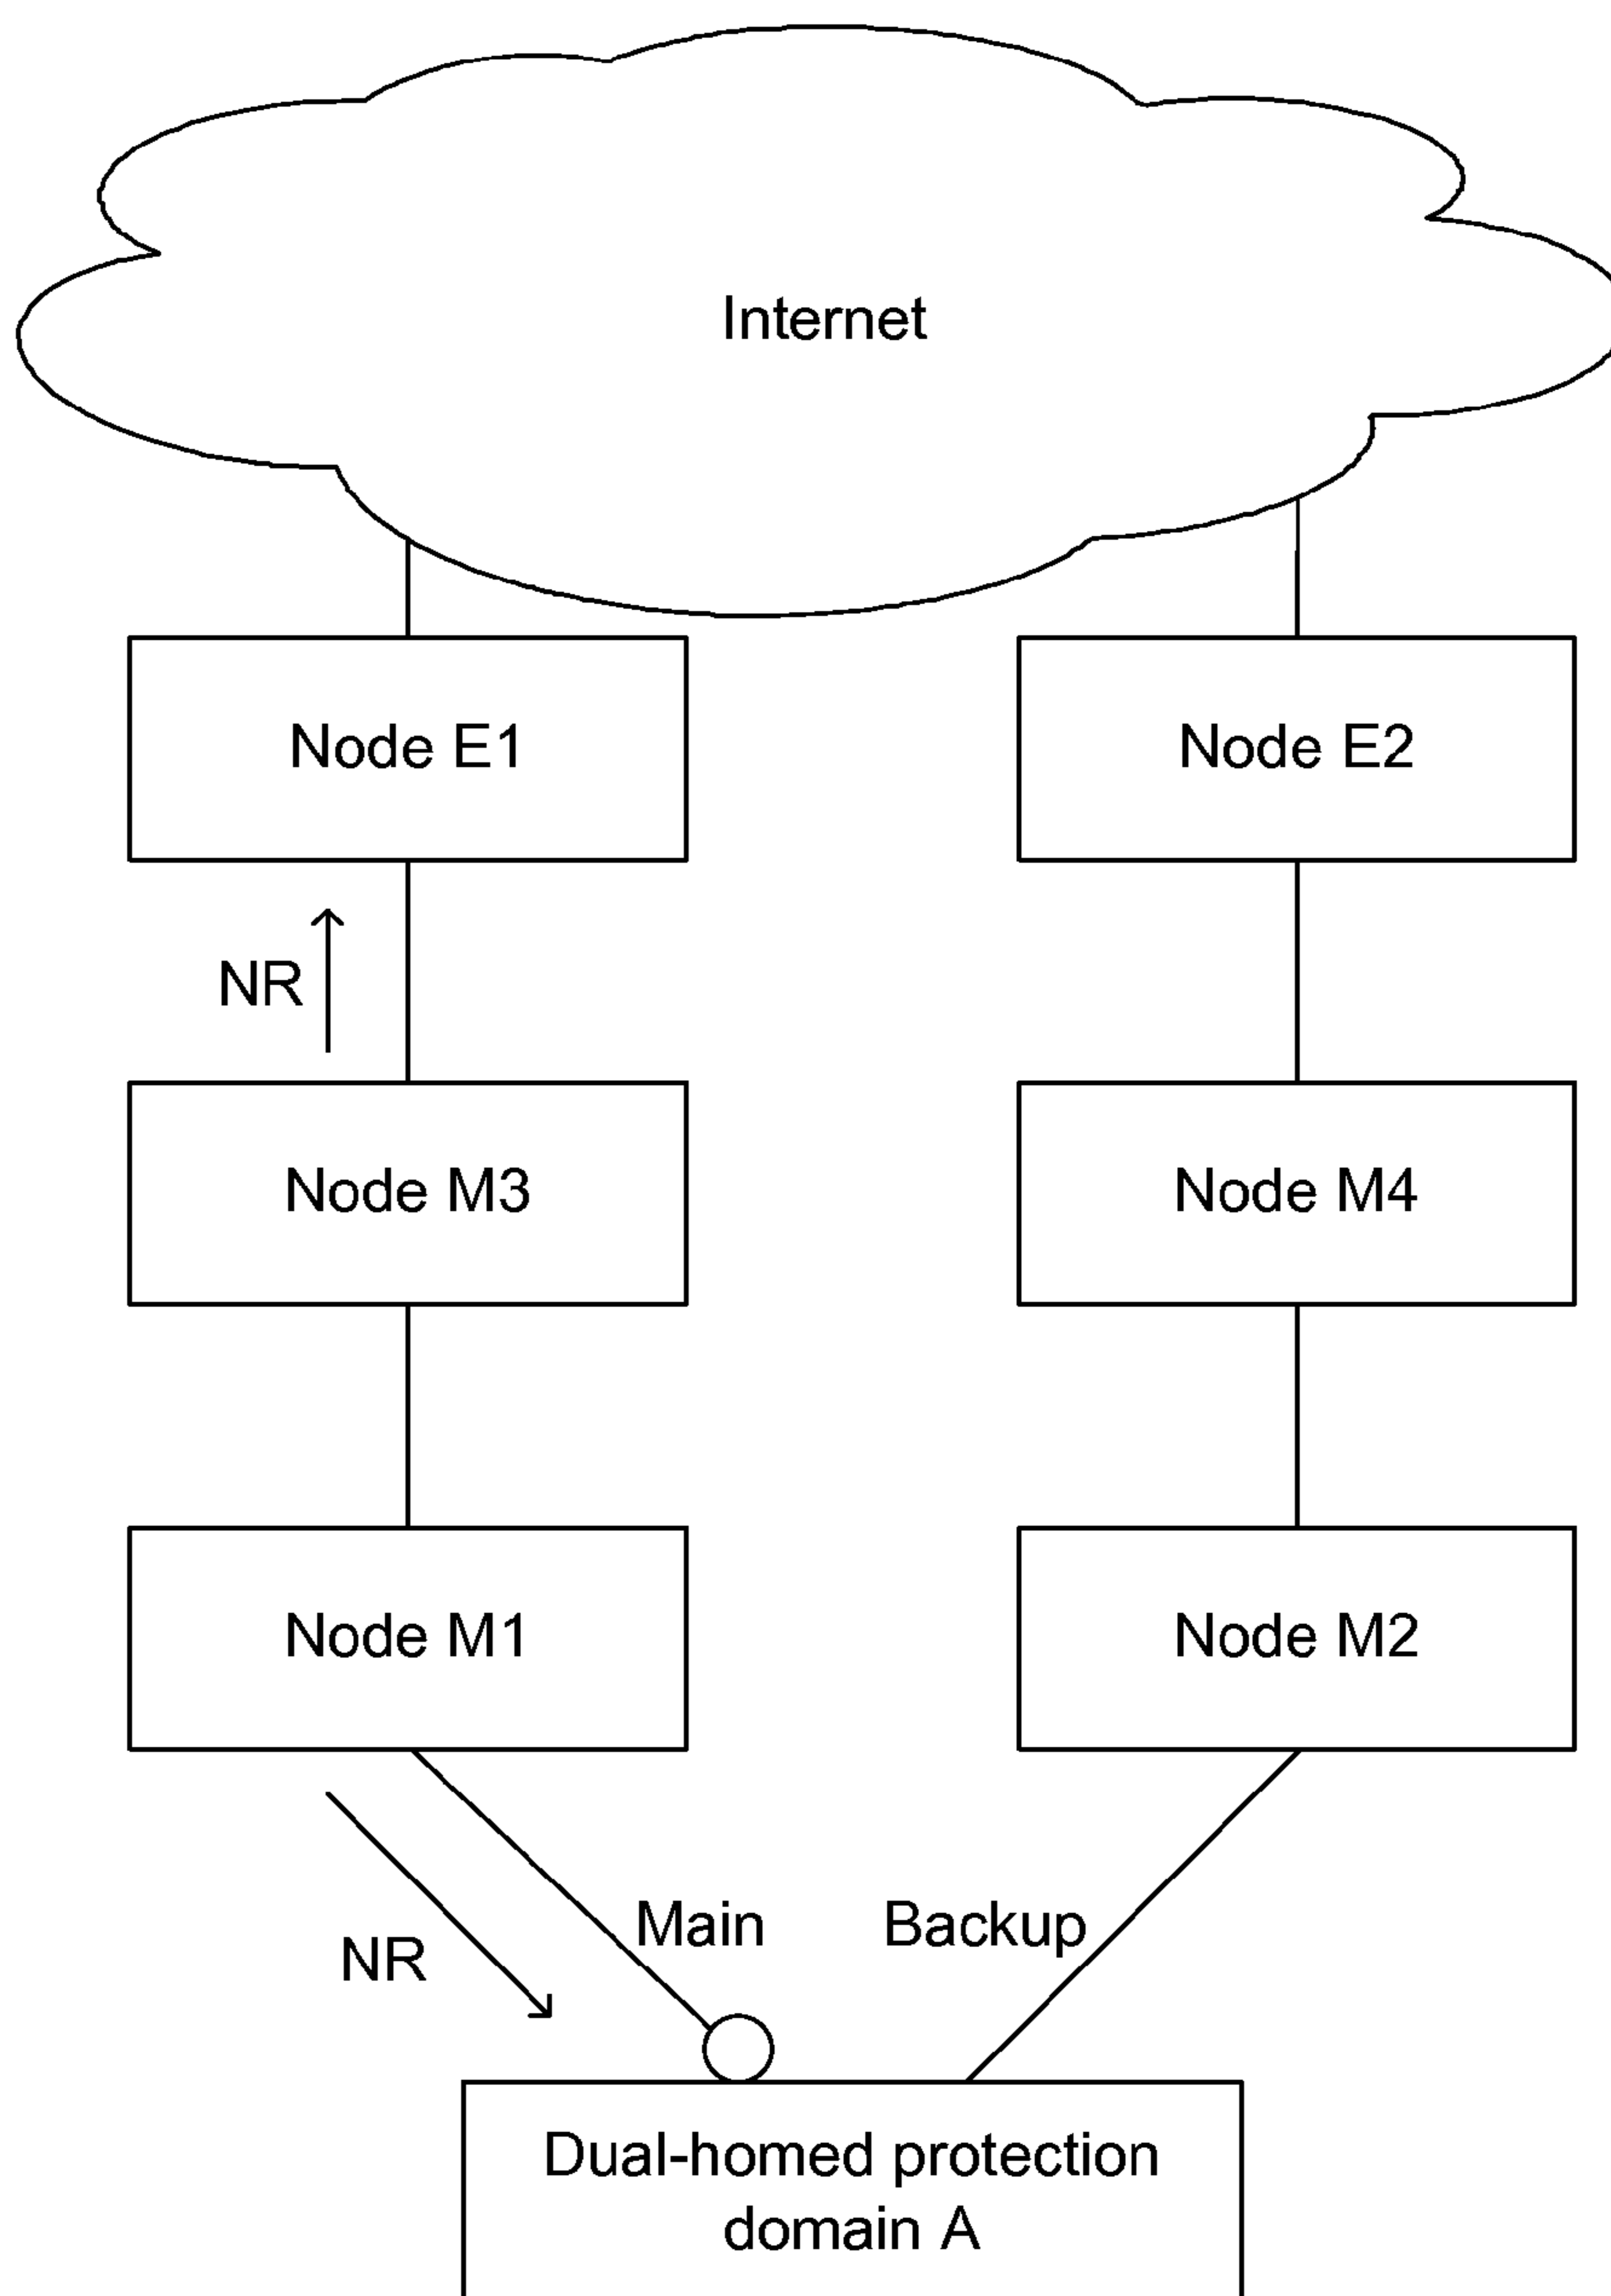 Internet
Node E1
Node E2
NR
Node M3
Node M4
Node M1
Node M2
Main
Backup
NR
Dual-homed protection
domain A